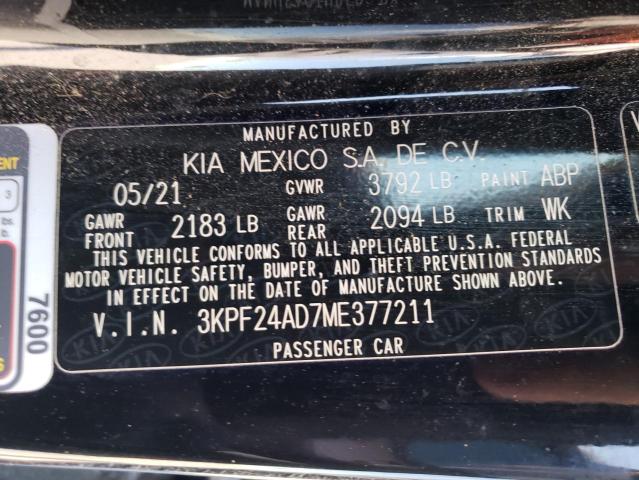 MANUFACTURED BY
KIA MEXICO S.A. DE C.V.
05/21 GVWR 3792 LB PAINT ABP
GAWR FRONT 2183 LB GAWR REAR 2094 LB TRIM WK
THIS VEHICLE CONFORMS TO ALL APPLICABLE U.S.A. FEDERAL
MOTOR VEHICLE SAFETY, BUMPER, AND THEFT PREVENTION STANDARDS
IN EFFECT ON THE DATE OF MANUFACTURE SHOWN ABOVE.
V.I.N. 3KPF24AD7ME377211
PASSENGER CAR
7600
3
lbs.